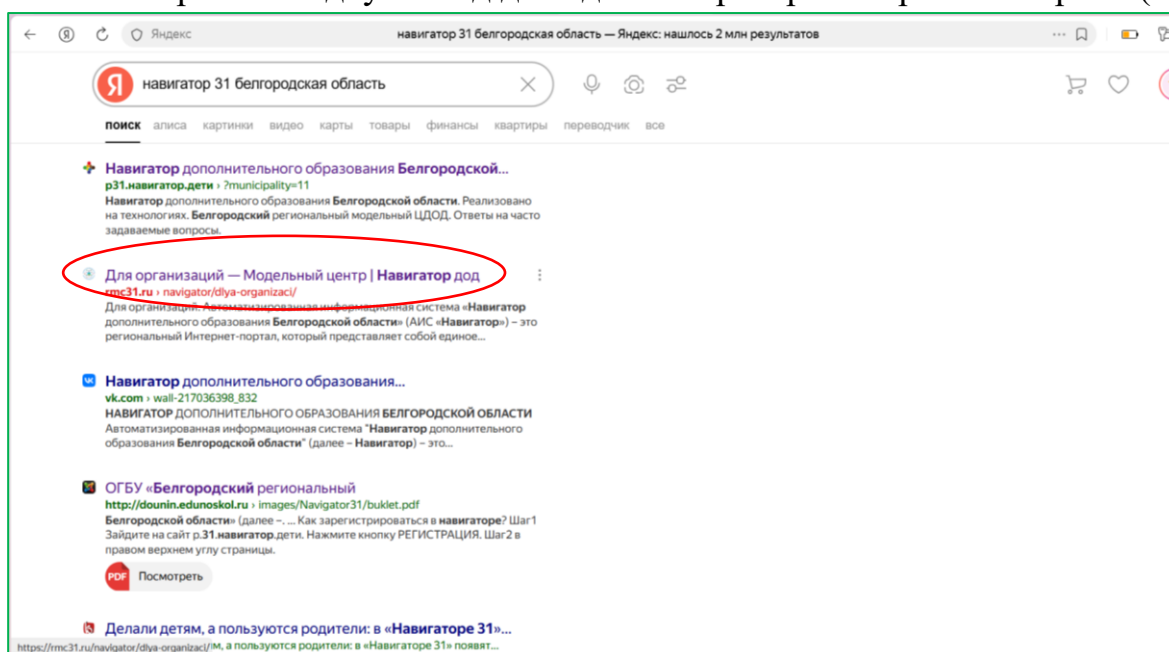 Яндекс
навигатор 31 белгородская область — Яндекс: нашлось 2 млн результатов
Я навигатор 31 белгородская область
поиск алиса картинки видео карты товары финансы квартиры переводчик все
Навигатор дополнительного образования Белгородской...
р31.навигатор.дети › ?municipality=11
Навигатор дополнительного образования Белгородской области. Реализовано
на технологиях. Белгородский региональный модельный ЦДОД. Ответы на часто
задаваемые вопросы.
Для организаций — Модельный центр | Навигатор дод
rmc31.ru › navigator/dlya-organizaci/
Для организаций. Автоматизированная информационная система «Навигатор
дополнительного образования Белгородской области» (АИС «Навигатор») – это
региональный Интернет-портал, который представляет собой единое...
Навигатор дополнительного образования...
vk.com › wall-217036398_832
НАВИГАТОР ДОПОЛНИТЕЛЬНОГО ОБРАЗОВАНИЯ БЕЛГОРОДСКОЙ ОБЛАСТИ
Автоматизированная информационная система "Навигатор дополнительного
образования Белгородской области" (далее – Навигатор) – это...
ОГБУ «Белгородский региональный
http://dounin.edunoskol.ru › images/Navigator31/buklet.pdf
Белгородской области» (далее –. ... Как зарегистрироваться в навигаторе? Шаг1
Зайдите на сайт р.31.навигатор.дети. Нажмите кнопку РЕГИСТРАЦИЯ. Шаг2 в
правом верхнем углу страницы.
PDF Посмотреть
Делали детям, а пользуются родители: в «Навигаторе 31»...
https://rmc31.ru/navigator/dlya-organizaci/ м, а пользуются родители: в «Навигаторе 31» появят...